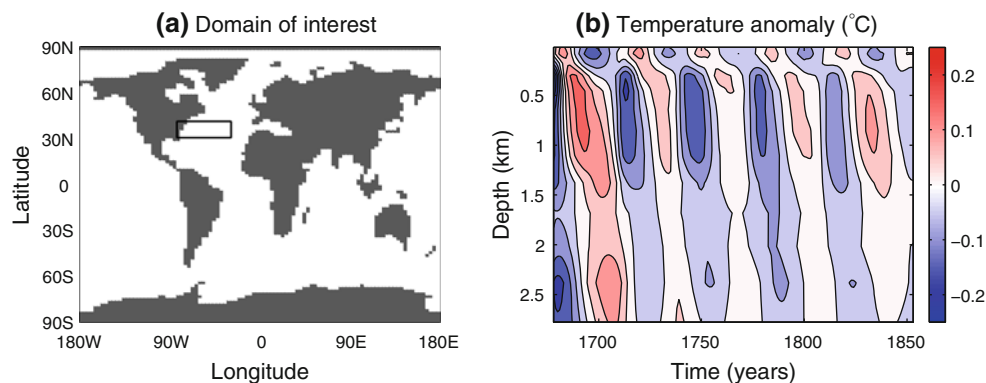 (a) Domain of interest
90N
60N
30N
0
30S
60S
90S
Latitude
180W
90W
0
90E
180E
Longitude
(b) Temperature anomaly (°C)
0.5
1
1.5
2
2.5
Depth (km)
1700
1750
1800
1850
Time (years)
0.2
0.1
0
−0.1
−0.2